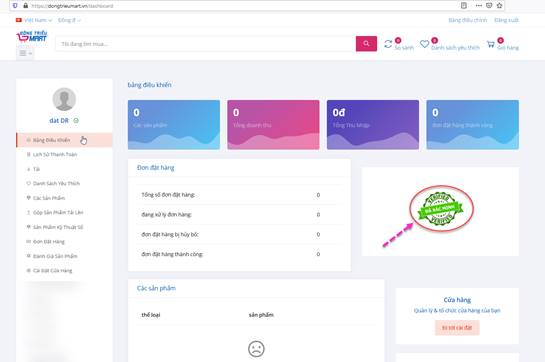 https://dongtrieumart.vn/dashboard
Việt Nam
Đồng đ
Bảng điều chỉnh
Đăng xuất
ĐÔNG TRIỀU
MART
Tôi đang tìm mua...
0
So sánh
0
Danh sách yêu thích
0
Giỏ hàng
dat DR
Bảng Điều Khiển
Lịch Sử Thanh Toán
Tải
Danh Sách Yêu Thích
Các Sản Phẩm
Gộp Sản Phẩm Tải Lên
Sản Phẩm Kỹ Thuật Số
Đơn Đặt Hàng
Đánh Giá Sản Phẩm
Cài Đặt Cửa Hàng
bảng điều khiển
0
Các sản phẩm
0
Tổng doanh thu
0đ
Tổng Thu Nhập
0
đơn đặt hàng thành công
Đơn đặt hàng
Tổng số đơn đặt hàng: 0
đang xử lý đơn hàng: 0
đơn đặt hàng bị hủy bỏ: 0
đơn đặt hàng thành công: 0
VERIFIED
ĐÃ XÁC MINH
VERIFIED
Các sản phẩm
thể loại
sản phẩm
Cửa hàng
Quản lý & tổ chức cửa hàng của bạn
Đi tới cài đặt